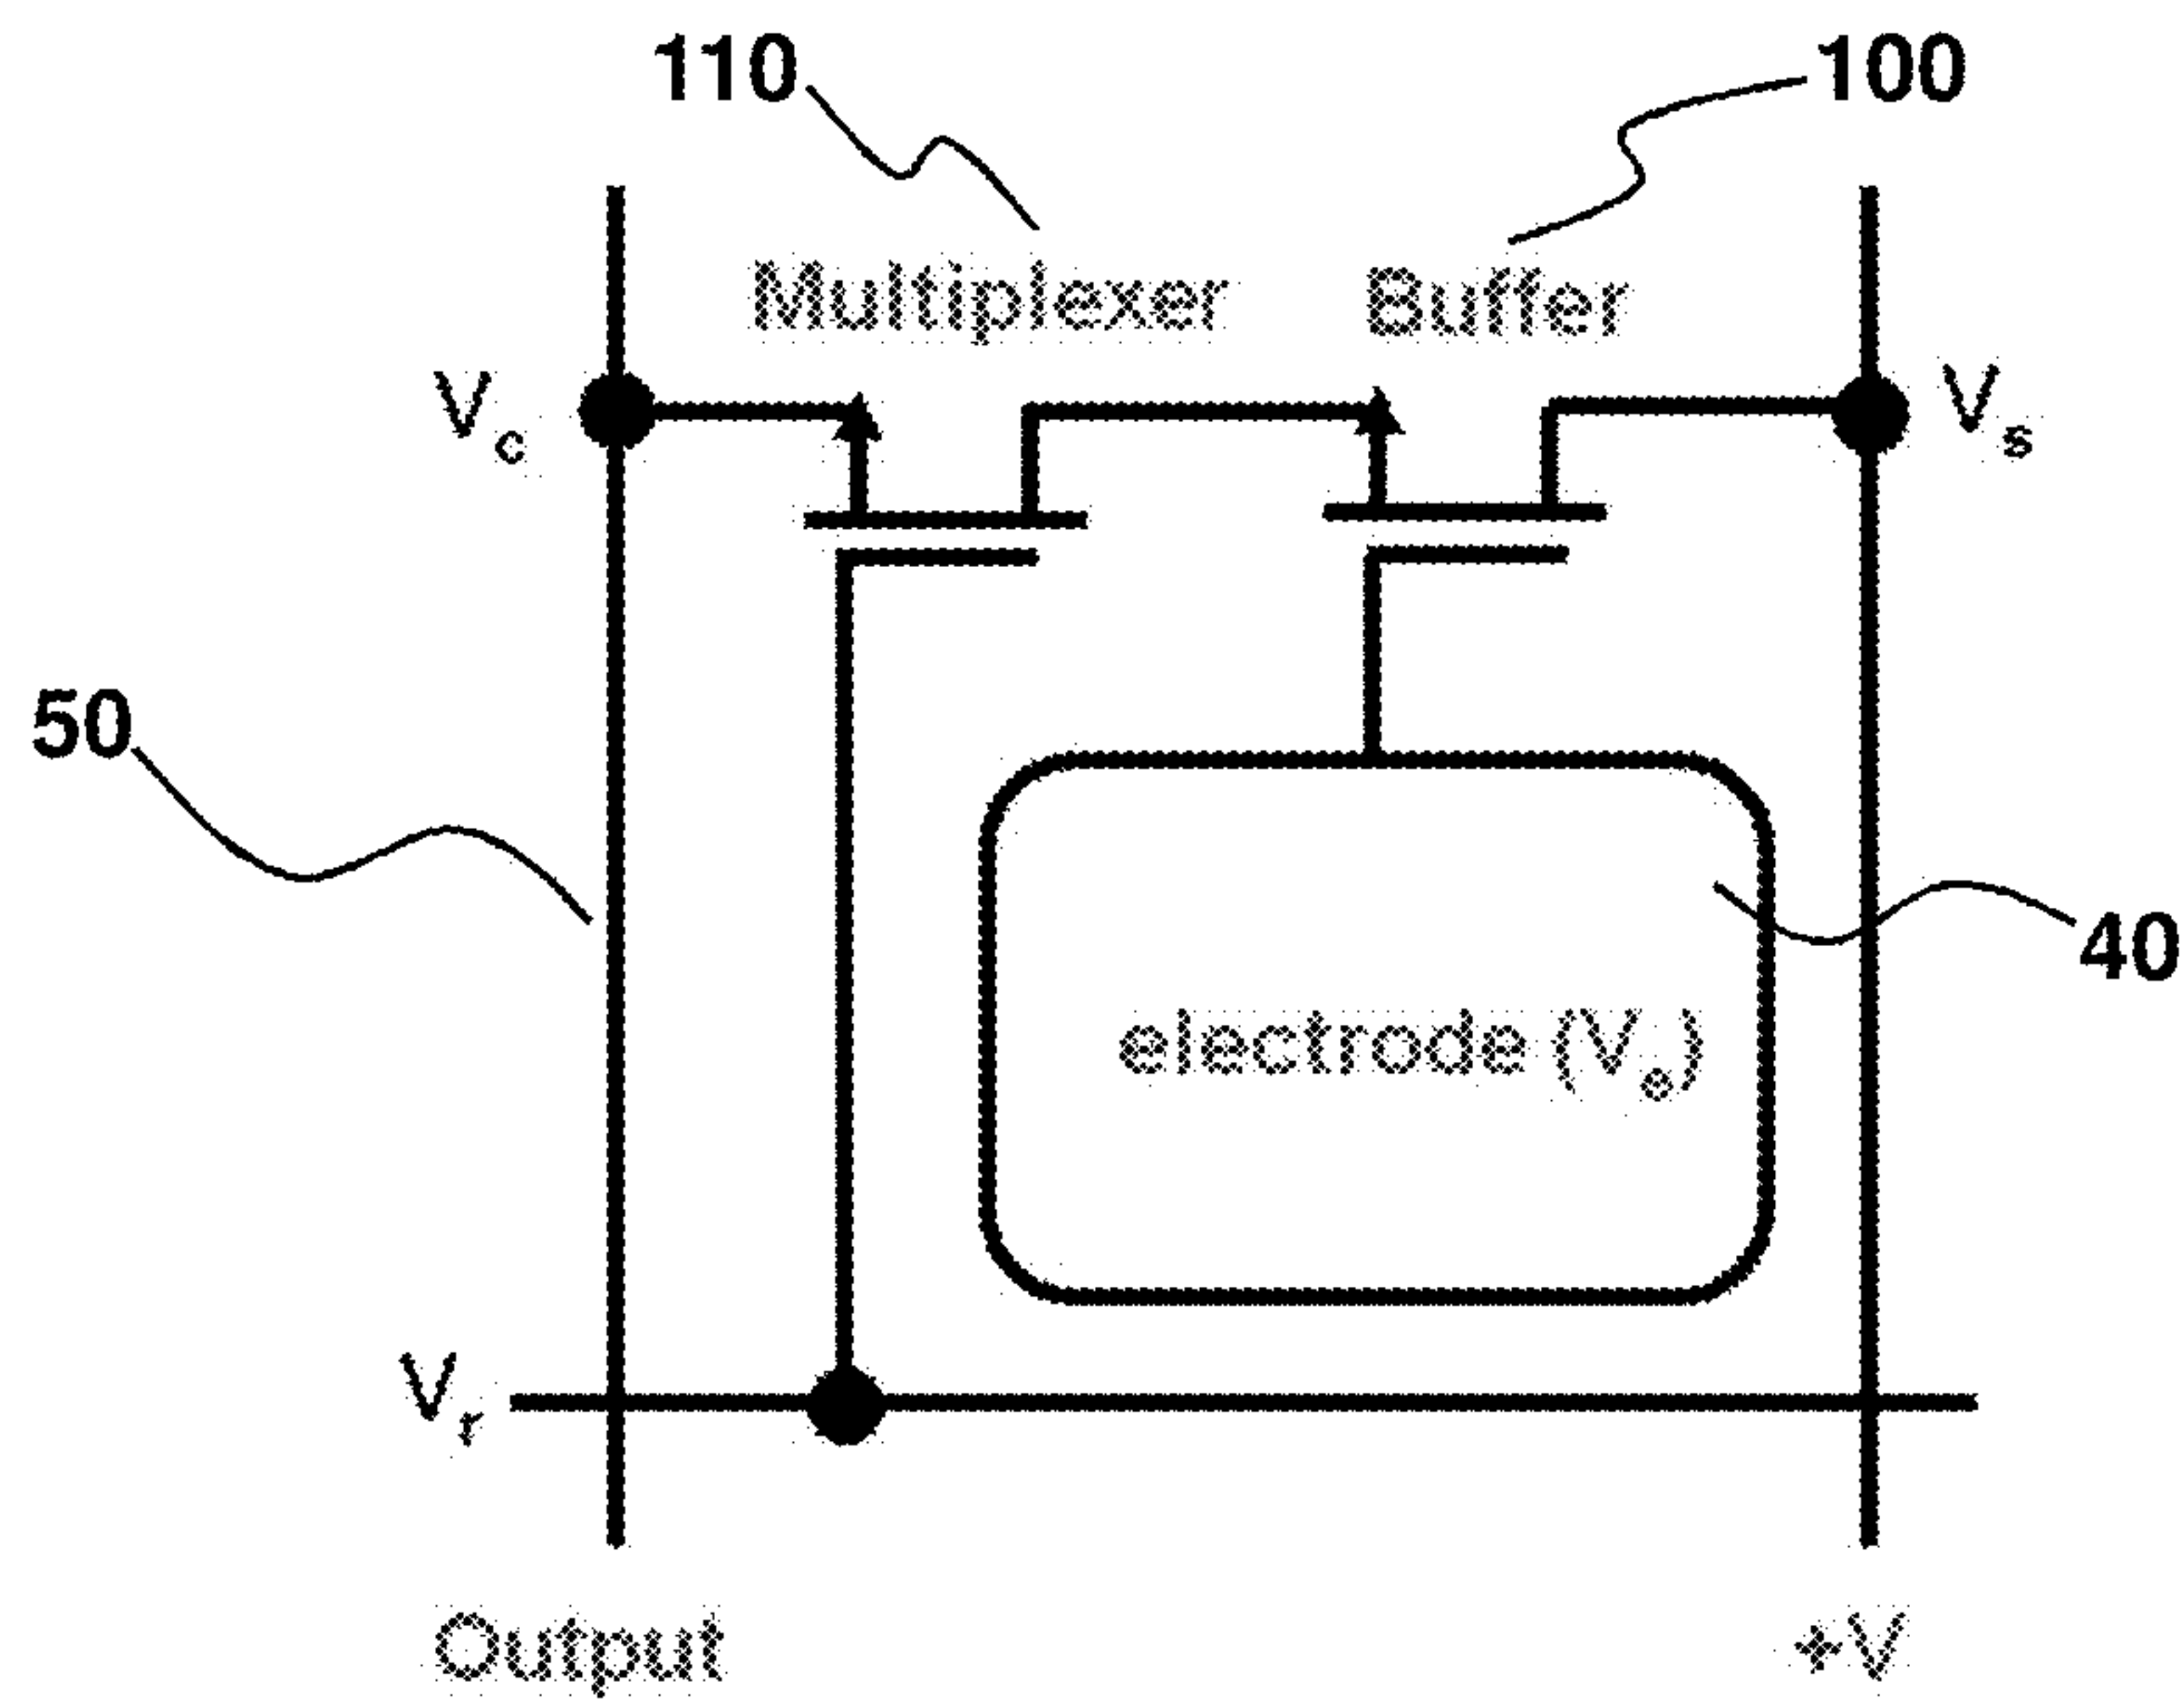 110
100
Multiplexer
Buffer
Vc
Vs
50
40
electrode (Ve)
Vr
Output
+V